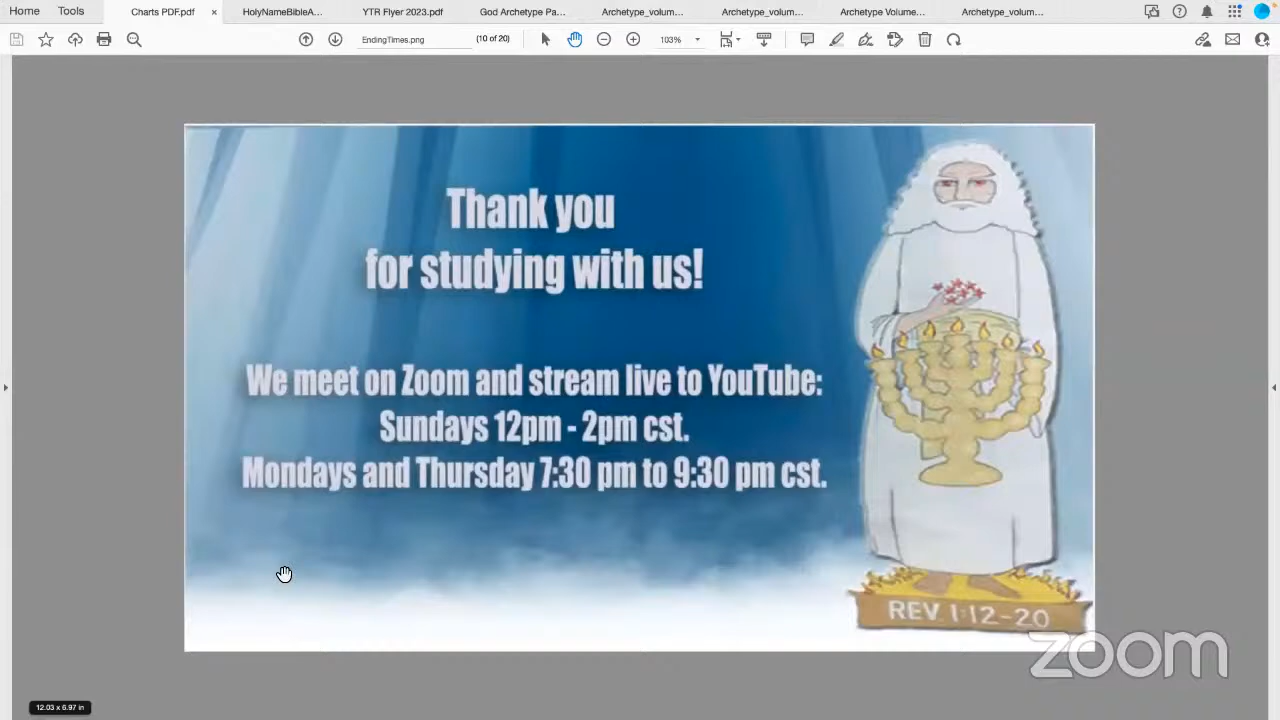 Home
Tools
Charts PDF.pdf
×
HolyNameBibleA...
YTR Flyer 2023.pdf
God Archetype Pa...
Archetype_volum...
Archetype_volum...
Archetype Volume...
Archetype_volum...
EndingTimes.png
(10 of 20)
103%
Thank you
for studying with us!
We meet on Zoom and stream live to YouTube:
Sundays 12pm - 2pm cst.
Mondays and Thursday 7:30 pm to 9:30 pm cst.
REV. 1:12-20
zoom
12.03 x 6.97 in